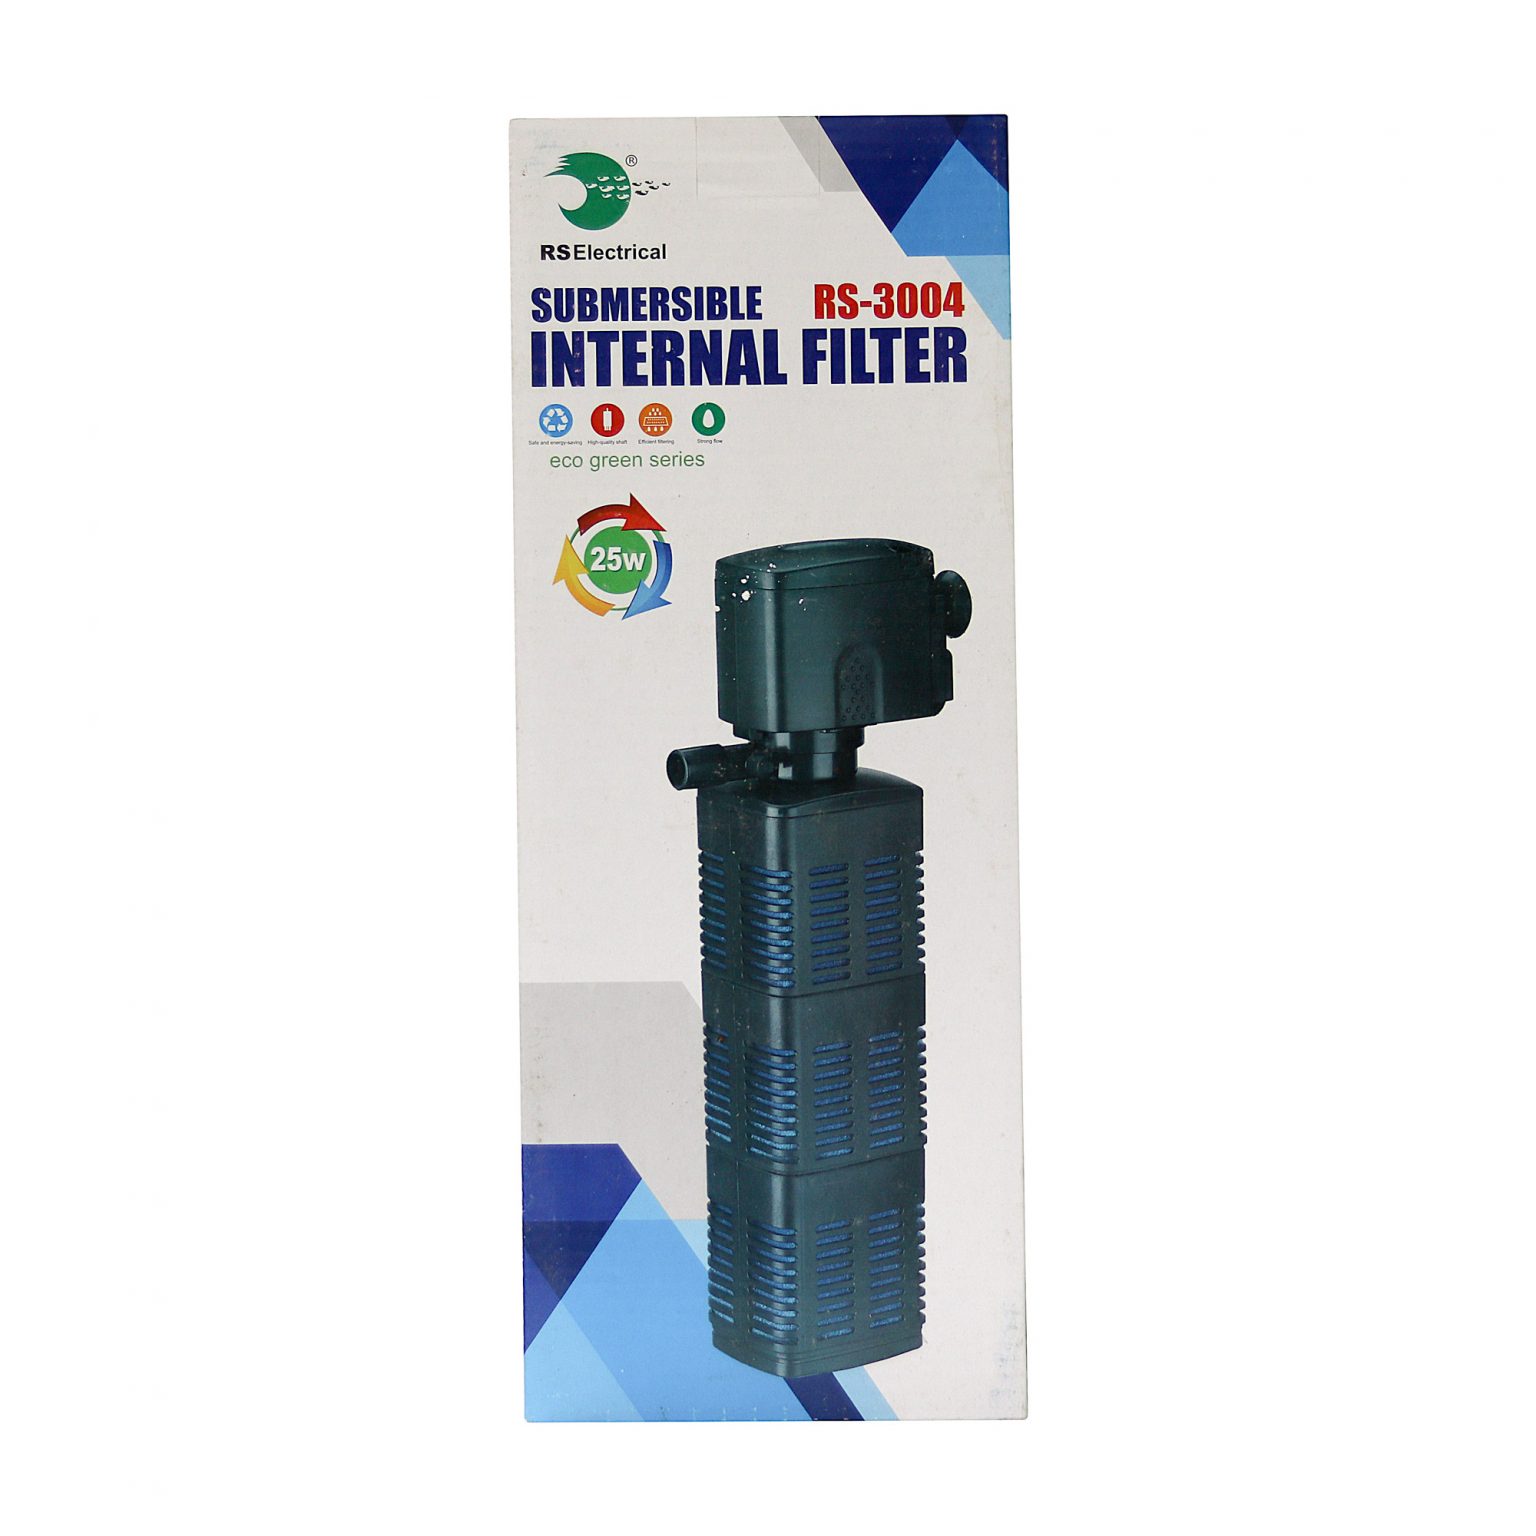 ®
RS Electrical
SUBMERSIBLE RS-3004
INTERNAL FILTER
Safe and energy-saving High-quality shaft Efficient filtering Strong flow
eco green series
25w